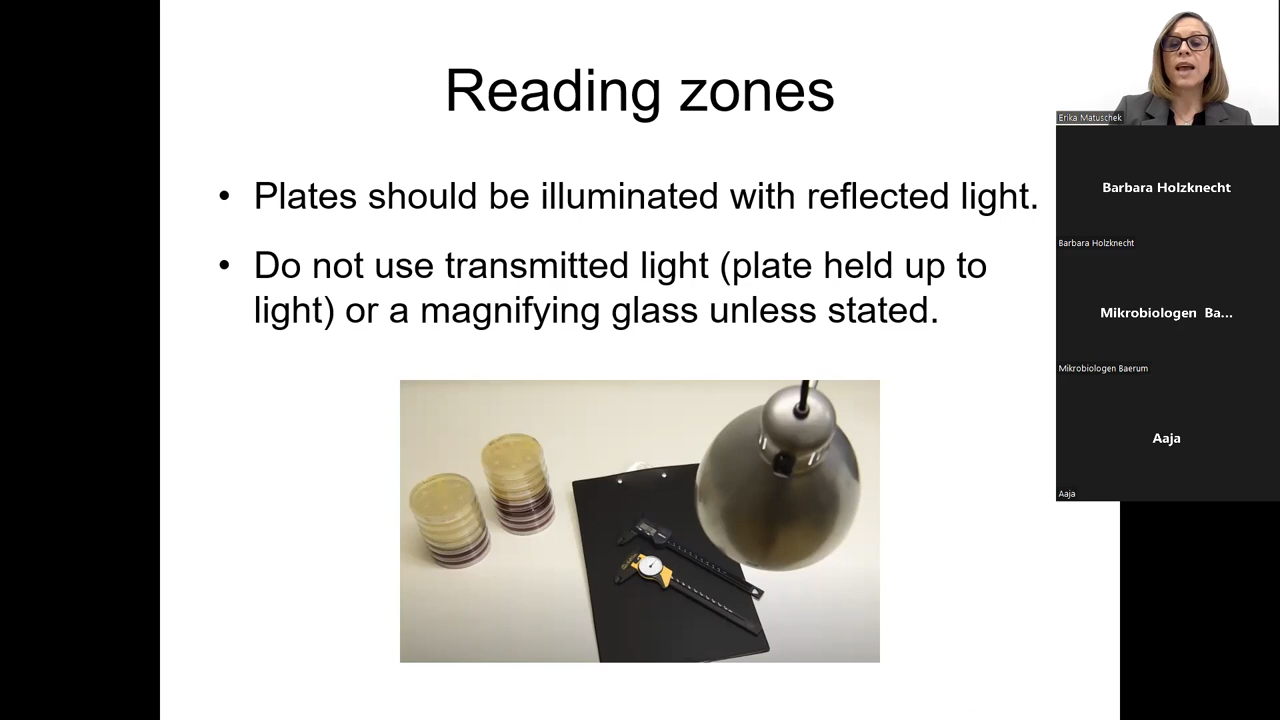 Reading zones
• Plates should be illuminated with reflected light.
• Do not use transmitted light (plate held up to
light) or a magnifying glass unless stated.
Erika Matuschek
Barbara Holzknecht
Barbara Holzknecht
Mikrobiologen Ba...
Mikrobiologen Baerum
Aaja
Aaja